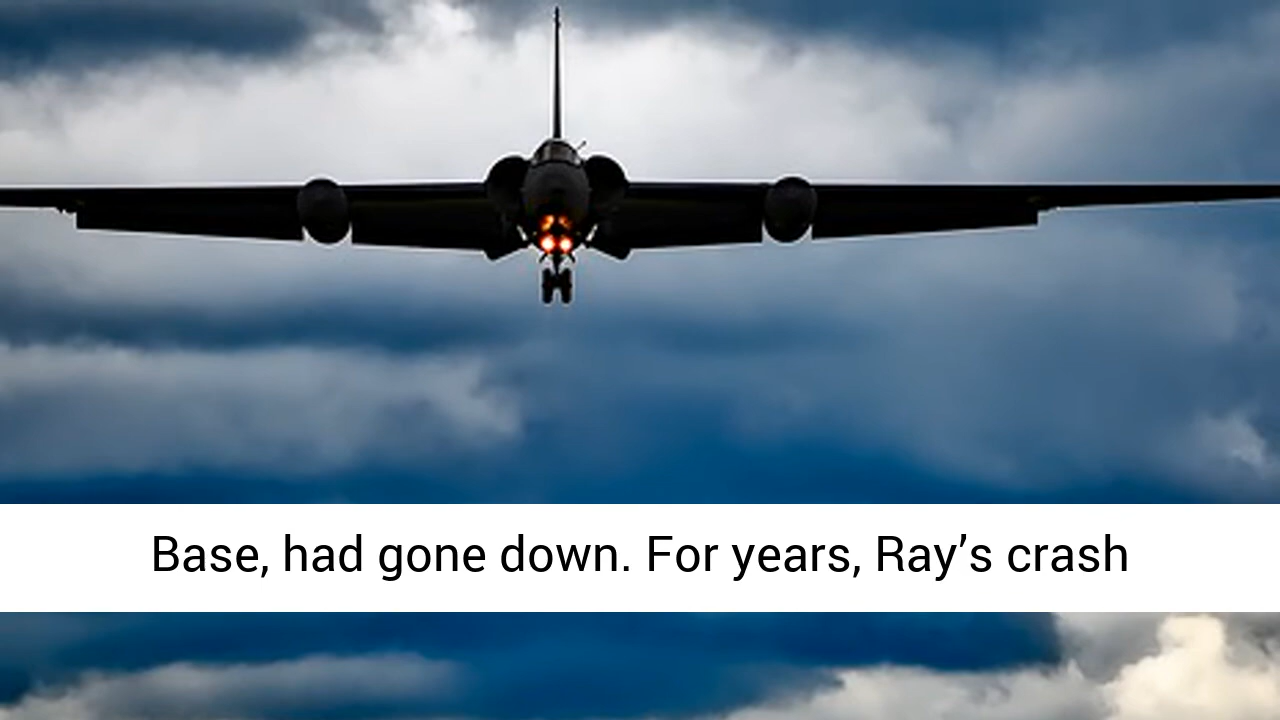 Base, had gone down. For years, Ray’s crash